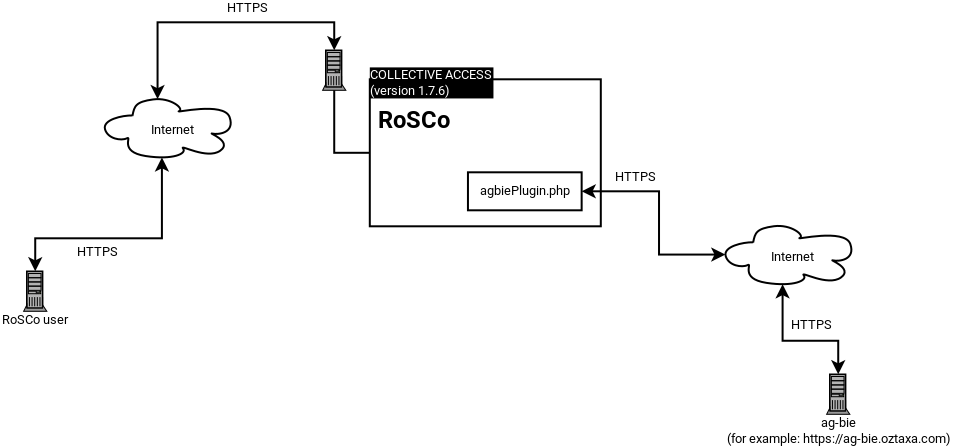 HTTPS
COLLECTIVE ACCESS
(version 1.7.6)
RoSCo
Internet
agbiePlugin.php
HTTPS
HTTPS
Internet
RoSCo user
HTTPS
ag-bie
(for example: https://ag-bie.oztaxa.com)